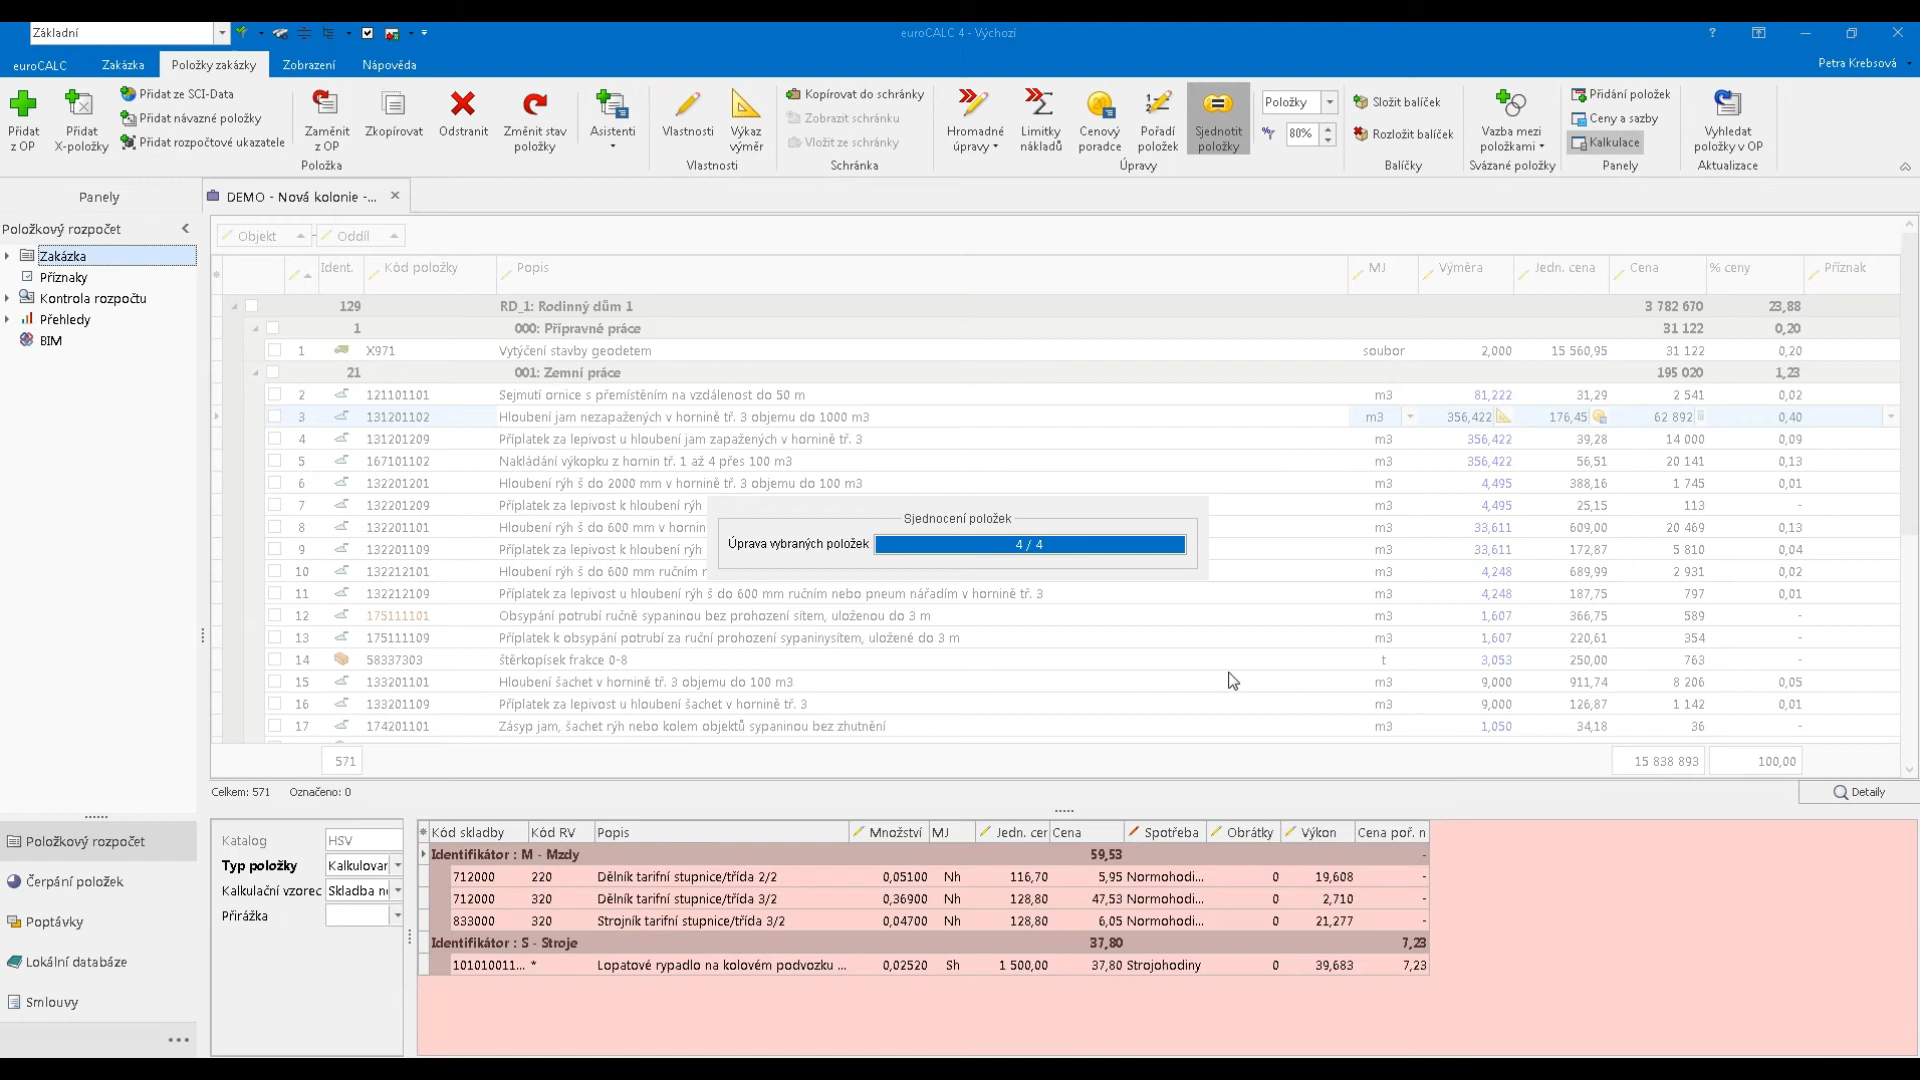 Základní
euroCALC 4 - Výchozí
euroCALC Zakázka Položky zakázky Zobrazení Nápověda
Petra Krebsová
Přidat z OP
Přidat X-položky
Přidat ze SCI-Data
Přidat návazné položky
Přidat rozpočtové ukazatele
Zaměnit z OP
Zkopírovat
Odstranit
Změnit stav položky
Asistenti
Položka
Vlastnosti
Výkaz výměr
Vlastnosti
Kopírovat do schránky
Zobrazit schránku
Vložit ze schránky
Schránka
Hromadné úpravy
Limitky nákladů
Cenový poradce
Pořadí položek
Sjednotit položky
Položky
80%
Úpravy
Složit balíček
Rozložit balíček
Balíčky
Vazba mezi položkami
Svázané položky
Přidání položek
Ceny a sazby
Kalkulace
Panely
Vyhledat položky v OP
Aktualizace
Panely
DEMO - Nová kolonie -...
Položkový rozpočet
Zakázka
Příznaky
Kontrola rozpočtu
Přehledy
BIM
Objekt Oddíl
Ident. Kód položky Popis MJ Výměra Jedn. cena Cena % ceny Příznak
129 RD_1: Rodinný dům 1 3 782 670 23,88
1 000: Přípravné práce 31 122 0,20
1 X971 Vytýčení stavby geodetem soubor 2,000 15 560,95 31 122 0,20
21 001: Zemní práce 195 020 1,23
2 121101101 Sejmutí ornice s přemístěním na vzdálenost do 50 m m3 81,222 31,29 2 541 0,02
3 131201102 Hloubení jam nezapažených v hornině tř. 3 objemu do 1000 m3 m3 356,422 176,45 62 892 0,40
4 131201209 Příplatek za lepivost u hloubení jam zapažených v hornině tř. 3 m3 356,422 39,28 14 000 0,09
5 167101102 Nakládání výkopku z hornin tř. 1 až 4 přes 100 m3 m3 356,422 56,51 20 141 0,13
6 132201201 Hloubení rýh š do 2000 mm v hornině tř. 3 objemu do 100 m3 m3 4,495 388,16 1 745 0,01
7 132201209 Příplatek za lepivost k hloubení rýh m3 4,495 25,15 113 -
8 132201101 Hloubení rýh š do 600 mm v hornin m3 33,611 609,00 20 469 0,13
9 132201109 Příplatek za lepivost k hloubení rýh m3 33,611 172,87 5 810 0,04
10 132212101 Hloubení rýh š do 600 mm ručním r m3 4,248 689,99 2 931 0,02
11 132212109 Příplatek za lepivost u hloubení rýh š do 600 mm ručním nebo pneum nářadím v hornině tř. 3 m3 4,248 187,75 797 0,01
12 175111101 Obsypání potrubí ručně sypaninou bez prohození sítem, uloženou do 3 m m3 1,607 366,75 589 -
13 175111109 Příplatek k obsypání potrubí za ruční prohození sypaninysítem, uložené do 3 m m3 1,607 220,61 354 -
14 58337303 štěrkopísek frakce 0-8 t 3,053 250,00 763 -
15 133201101 Hloubení šachet v hornině tř. 3 objemu do 100 m3 m3 9,000 911,74 8 206 0,05
16 133201109 Příplatek za lepivost u hloubení šachet v hornině tř. 3 m3 9,000 126,87 1 142 0,01
17 174201101 Zásyp jam, šachet rýh nebo kolem objektů sypaninou bez zhutnění m3 1,050 34,18 36 -
Sjednocení položek
Úprava vybraných položek 4 / 4
571 15 838 893 100,00
Celkem: 571 Označeno: 0 Detaily
Položkový rozpočet
Čerpání položek
Poptávky
Lokální databáze
Smlouvy
Katalog HSV
Typ položky Kalkulovar
Kalkulační vzorec Skladba n
Přirážka
Kód skladby Kód RV Popis Množství MJ Jedn. cer Cena Spotřeba Obrátky Výkon Cena poř. n
Identifikátor : M - Mzdy 59,53 -
712000 220 Dělník tarifní stupnice/třída 2/2 0,05100 Nh 116,70 5,95 Normohodi... 0 19,608 -
712000 320 Dělník tarifní stupnice/třída 3/2 0,36900 Nh 128,80 47,53 Normohodi... 0 2,710 -
833000 320 Strojník tarifní stupnice/třída 3/2 0,04700 Nh 128,80 6,05 Normohodi... 0 21,277 -
Identifikátor : S - Stroje 37,80 7,23
101010011... * Lopatové rypadlo na kolovém podvozku ... 0,02520 Sh 1 500,00 37,80 Strojohodiny 0 39,683 7,23